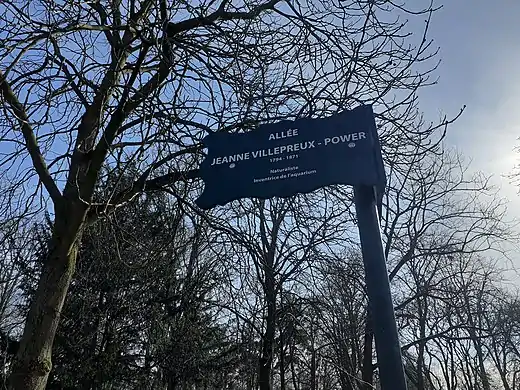 ALLÉE
JEANNE VILLEPREUX - POWER
1794 - 1871
Naturaliste
Inventrice de l'aquarium